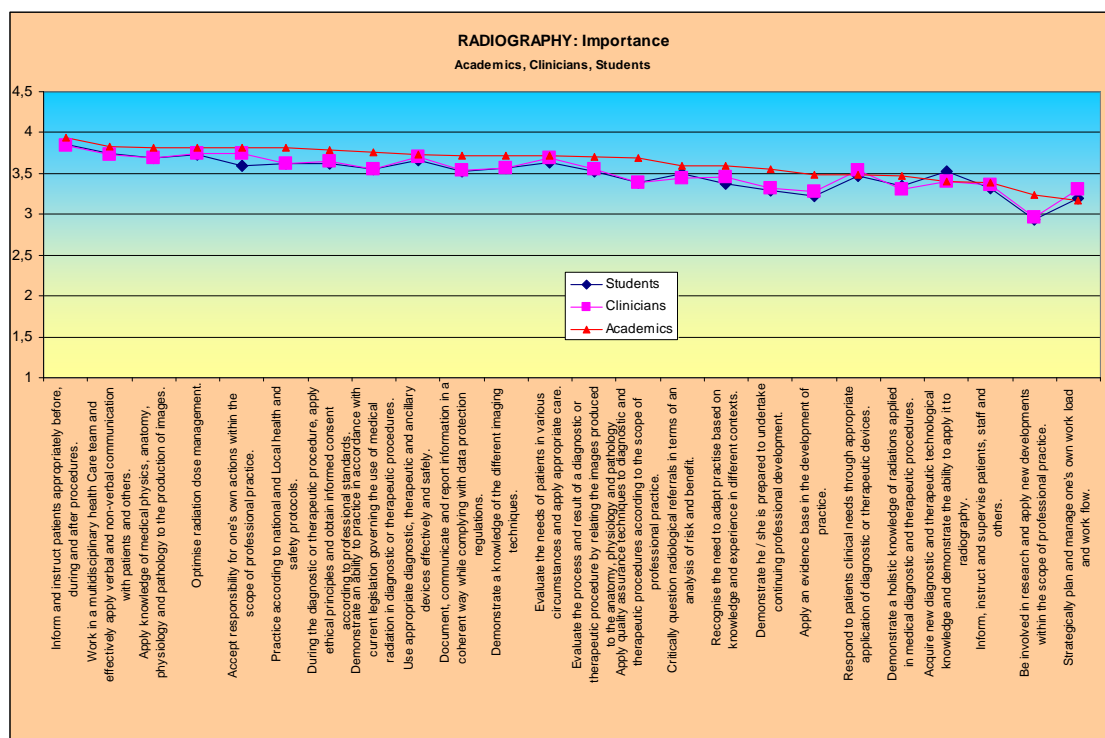 RADIOGRAPHY: Importance
Academics, Clinicians, Students
4,5
4
3,5
3
2,5
2
1,5
1
Students
Clinicians
Academics
Inform and instruct patients appropriately before,
during and after procedures.
Work in a multidisciplinary health Care team and
effectively apply verbal and non-verbal communication
with patients and others.
Apply knowledge of medical physics, anatomy,
physiology and pathology to the production of images.
Optimise radiation dose management.
Accept responsibility for one's own actions within the
scope of professional practice.
Practice according to national and Local health and
safety protocols.
During the diagnostic or therapeutic procedure, apply
ethical principles and obtain informed consent
according to professional standards.
Demonstrate an ability to practice in accordance with
current legislation governing the use of medical
radiation in diagnostic or therapeutic procedures.
Use appropriate diagnostic, therapeutic and ancillary
devices effectively and safely.
Document, communicate and report information in a
coherent way while complying with data protection
regulations.
Demonstrate a knowledge of the different imaging
techniques.
Evaluate the needs of patients in various
circumstances and apply appropriate care.
Evaluate the process and result of a diagnostic or
therapeutic procedure by relating the images produced
to the anatomy, physiology and pathology
Apply quality assurance techniques to diagnostic and
therapeutic procedures according to the scope of
professional practice.
Critically question radiological referrals in terms of an
analysis of risk and benefit.
Recognise the need to adapt practise based on
knowledge and experience in different contexts.
Demonstrate he / she is prepared to undertake
continuing professional development.
Apply an evidence base in the development of
practice.
Respond to patients clinical needs through appropriate
application of diagnostic or therapeutic devices.
Demonstrate a holistic knowledge of radiations applied
in medical diagnostic and therapeutic procedures.
Acquire new diagnostic and therapeutic technological
knowledge and demonstrate the ability to apply it to
radiography.
Inform, instruct and supervise patients, staff and
others.
Be involved in research and apply new developments
within the scope of professional practice.
Strategically plan and manage one's own work load
and work flow.